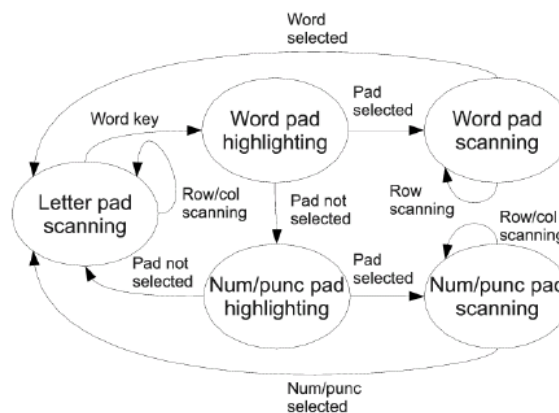 Word
selected
Word key
Word pad
highlighting
Pad
selected
Word pad
scanning
Letter pad
scanning
Row/col
scanning
Pad not
selected
Row
scanning
Row/col
scanning
Pad not
selected
Num/punc pad
highlighting
Pad
selected
Num/punc pad
scanning
Num/punc
selected